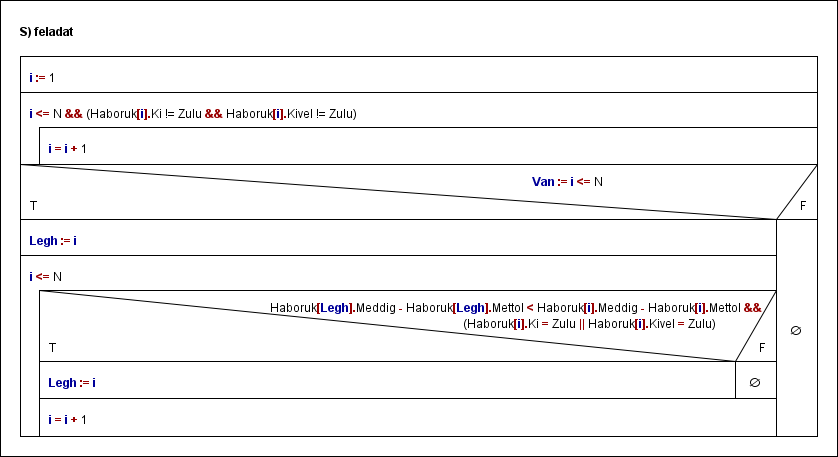 S) feladat
i := 1
i <= N && (Haboruk[i].Ki != Zulu && Haboruk[i].Kivel != Zulu)
i = i + 1
Van := i <= N
T
F
Legh := i
i <= N
Haboruk[Legh].Meddig - Haboruk[Legh].Mettol < Haboruk[i].Meddig - Haboruk[i].Mettol &&
(Haboruk[i].Ki = Zulu || Haboruk[i].Kivel = Zulu)
∅
T
F
Legh := i
∅
i = i + 1